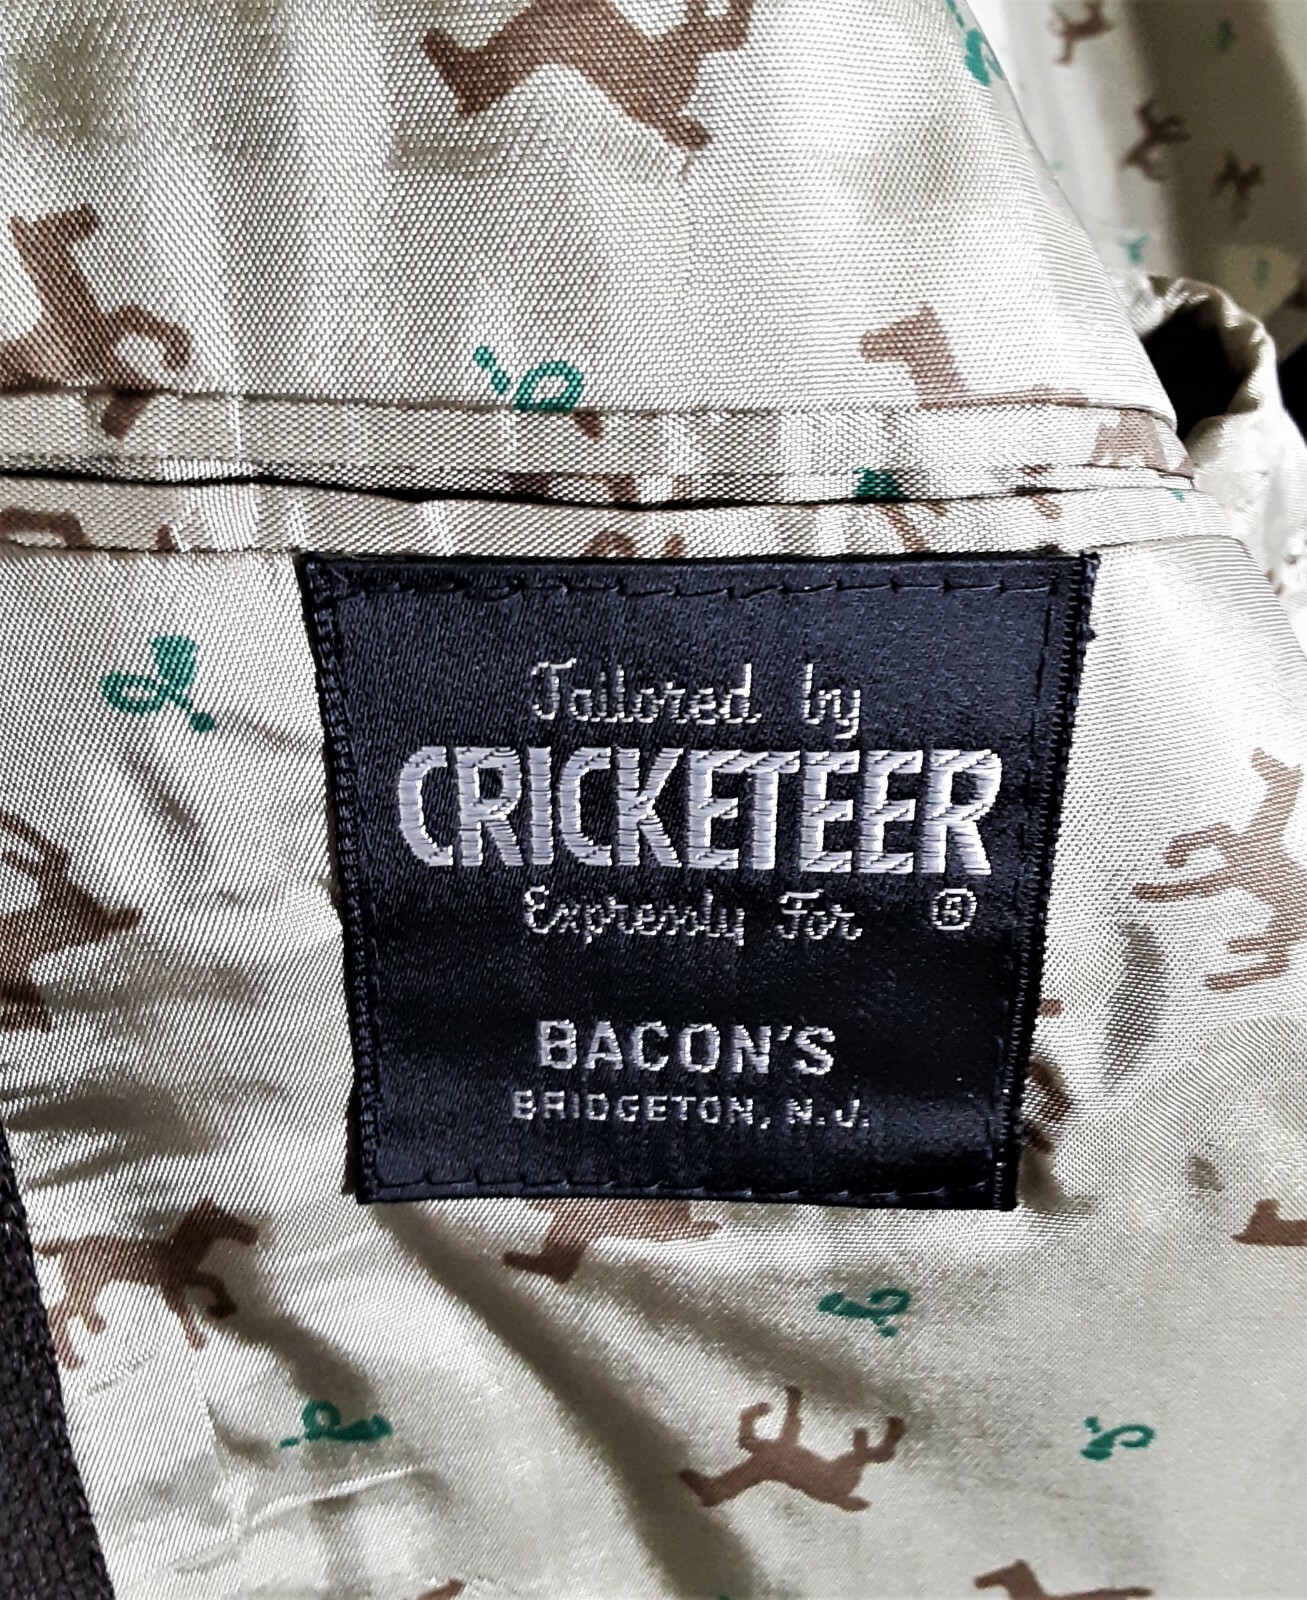 Tailored by
CRICKETEER
Expressly For ®
BACON'S
BRIDGETON, N.J.